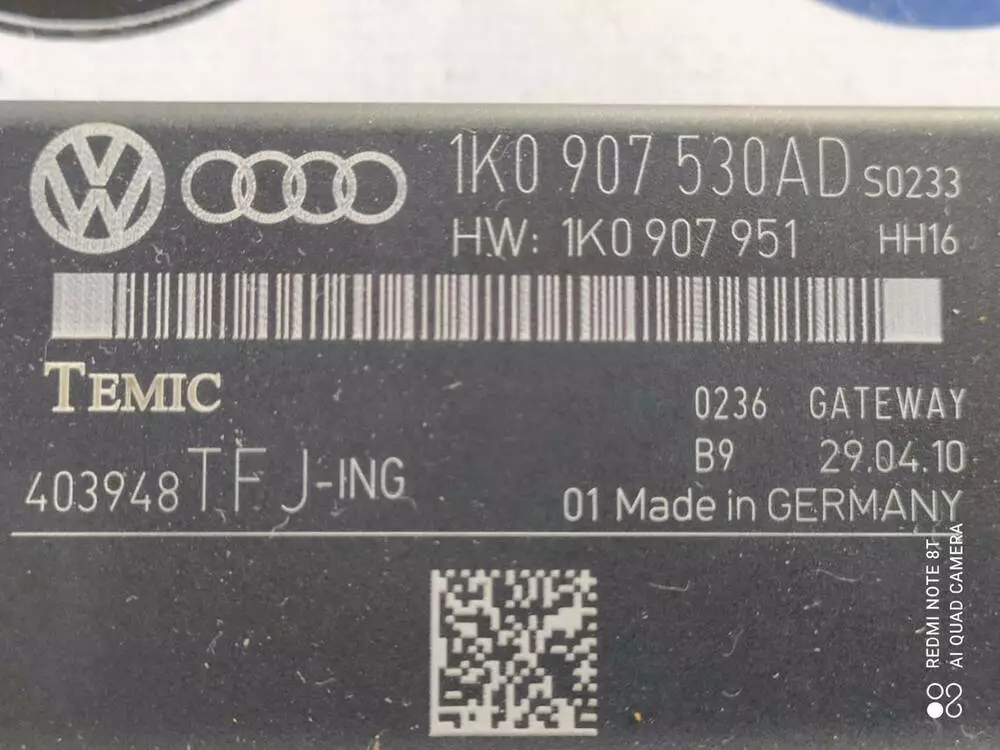 1K0 907 530AD S0233
HW: 1K0 907 951 HH16
TEMIC
0236 GATEWAY
B9 29.04.10
403948TFJ-ING
01 Made in GERMANY
REDMI NOTE 8T
AI QUAD CAMERA